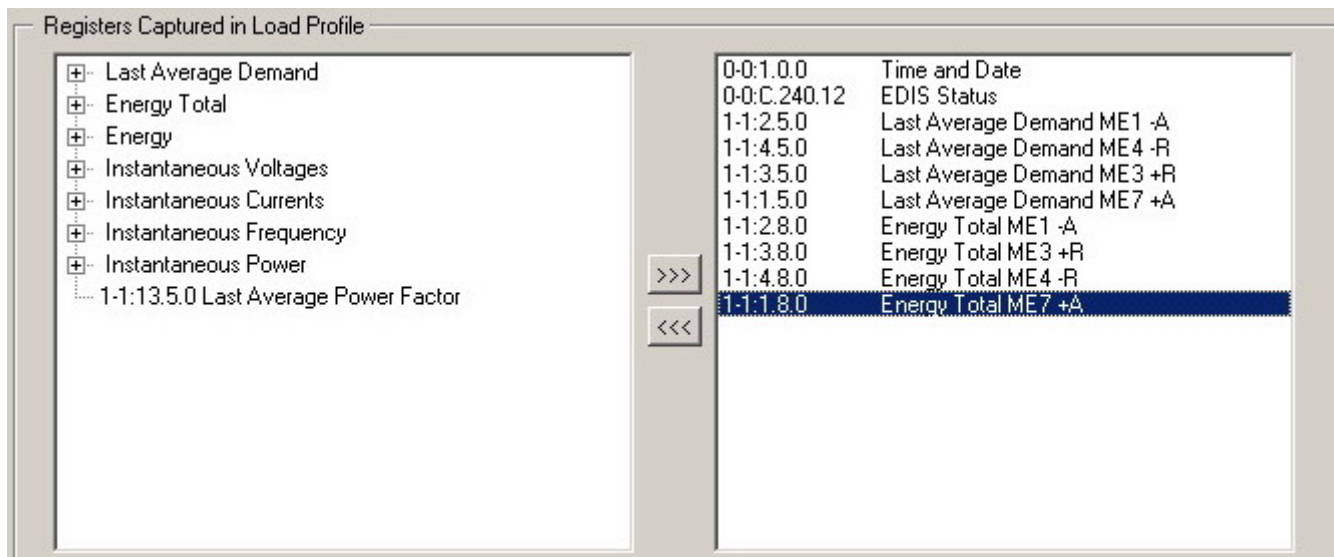 Registers Captured in Load Profile
Last Average Demand
Energy Total
Energy
Instantaneous Voltages
Instantaneous Currents
Instantaneous Frequency
Instantaneous Power
1-1:13.5.0 Last Average Power Factor
>>>
<<<
0-0:1.0.0 Time and Date
0-0:C.240.12 EDIS Status
1-1:2.5.0 Last Average Demand ME1 -A
1-1:4.5.0 Last Average Demand ME4 -R
1-1:3.5.0 Last Average Demand ME3 +R
1-1:1.5.0 Last Average Demand ME7 +A
1-1:2.8.0 Energy Total ME1 -A
1-1:3.8.0 Energy Total ME3 +R
1-1:4.8.0 Energy Total ME4 -R
1-1:1.8.0 Energy Total ME7 +A